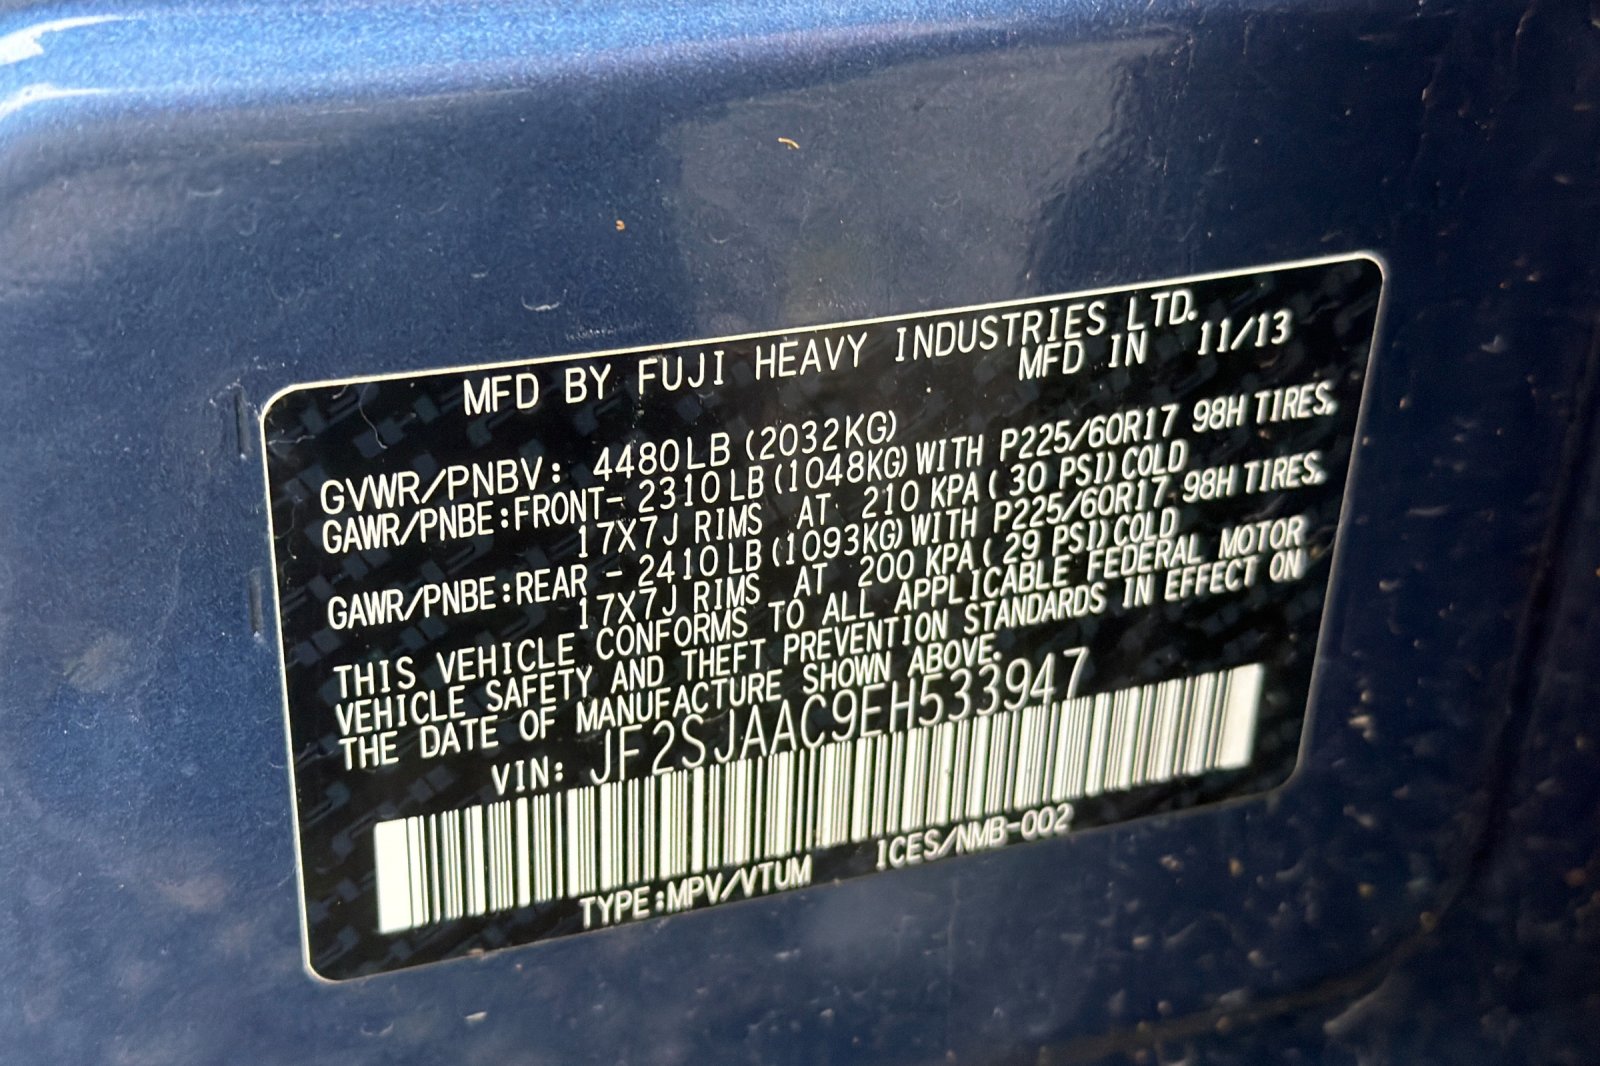 MFD BY FUJI HEAVY INDUSTRIES LTD.
MFD IN 11/13
GVWR/PNBV: 4480LB(2032KG)
GAWR/PNBE:FRONT- 2310LB(1048KG)WITH P225/60R17 98H TIRES.
17X7J RIMS AT 210 KPA( 30 PSI)COLD
GAWR/PNBE:REAR - 2410LB(1093KG)WITH P225/60R17 98H TIRES.
17X7J RIMS AT 200 KPA( 29 PSI)COLD
THIS VEHICLE CONFORMS TO ALL APPLICABLE FEDERAL MOTOR
VEHICLE SAFETY AND THEFT PREVENTION STANDARDS IN EFFECT ON
THE DATE OF MANUFACTURE SHOWN ABOVE.
VIN: JF2SJAAC9EH533947
TYPE:MPV/VTUM ICES/NMB-002